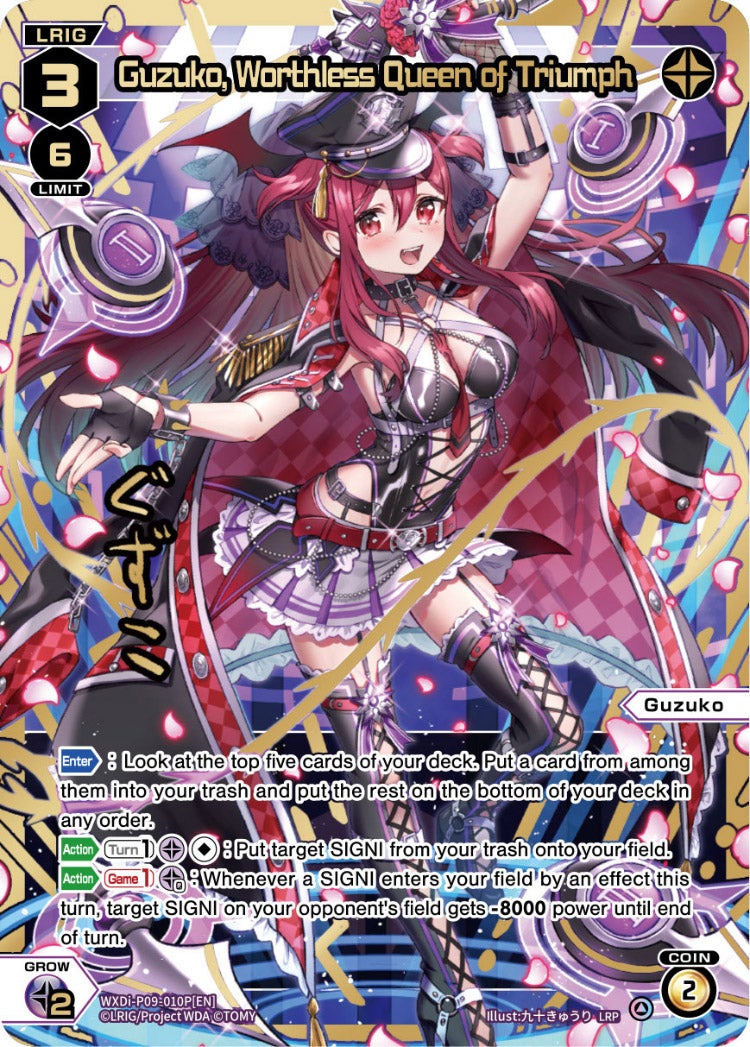 LRIG
3
Guzuko, Worthless Queen of Triumph
6
LIMIT
I
II
ぐずこ
Guzuko
Enter : Look at the top five cards of your deck. Put a card from among
them into your trash and put the rest on the bottom of your deck in
any order.
Action Turn 1 : Put target SIGNI from your trash onto your field.
Action Game 1 0 : Whenever a SIGNI enters your field by an effect this
turn, target SIGNI on your opponent's field gets -8000 power until end
of turn.
GROW
2
COIN
2
WXDi-P09-010P[EN]
©LRIG/Project WDA ©TOMY
Illust:九十きゅうり LRP